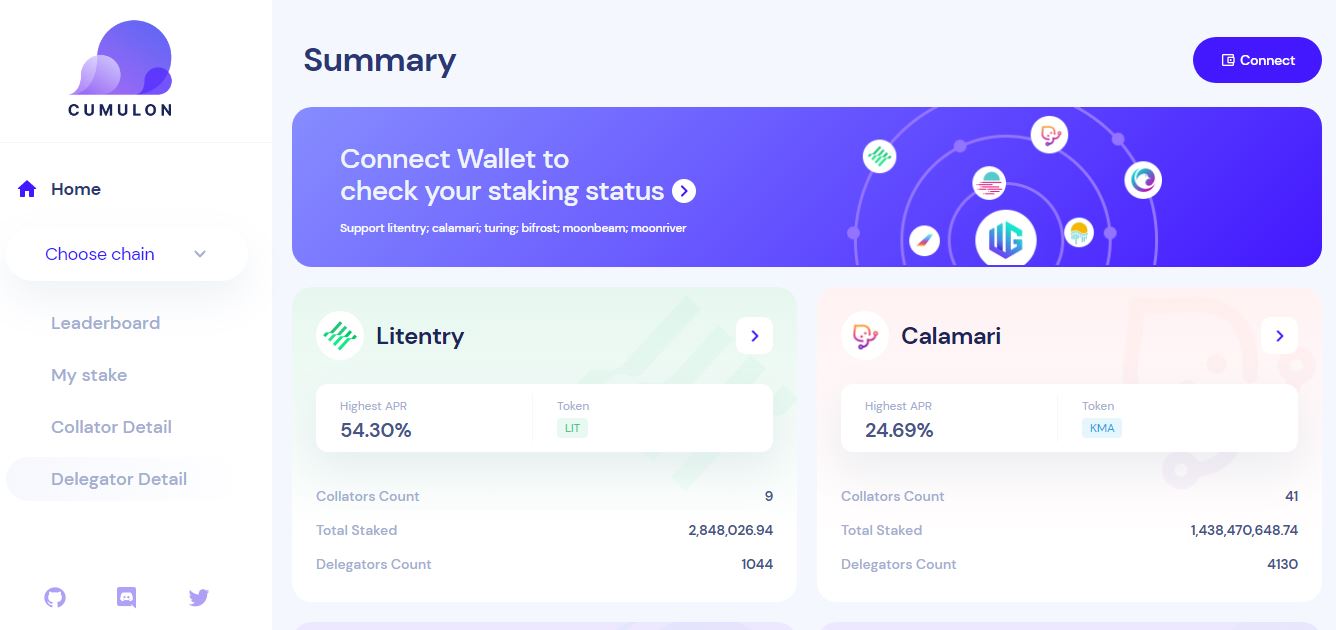 CUMULON
Home
Choose chain
Leaderboard
My stake
Collator Detail
Delegator Detail
Summary
Connect
Connect Wallet to
check your staking status
Support litentry; calamari; turing; bifrost; moonbeam; moonriver
Litentry
Highest APR
54.30%
Token
LIT
Collators Count 9
Total Staked 2,848,026.94
Delegators Count 1044
Calamari
Highest APR
24.69%
Token
KMA
Collators Count 41
Total Staked 1,438,470,648.74
Delegators Count 4130